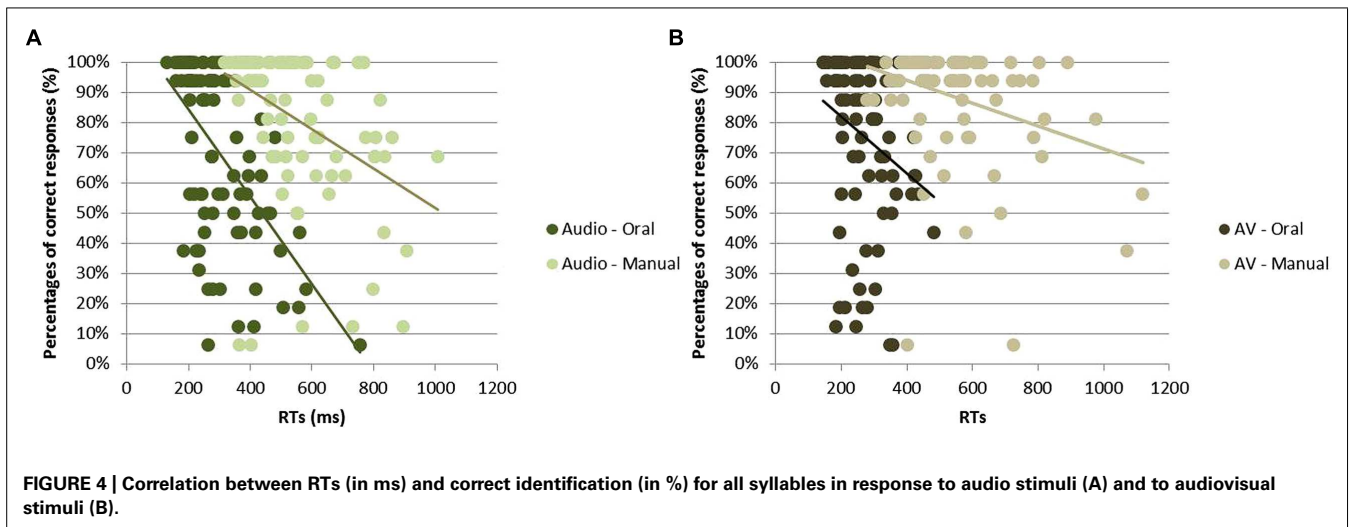 A
B
100%
90%
80%
70%
60%
50%
40%
30%
20%
10%
0%
Percentages of correct responses (%)
0 200 400 600 800 1000 1200
RTs (ms)
Audio - Oral
Audio - Manual
100%
90%
80%
70%
60%
50%
40%
30%
20%
10%
0%
Percentages of correct responses (%)
0 200 400 600 800 1000 1200
RTs
AV - Oral
AV - Manual
FIGURE 4 | Correlation between RTs (in ms) and correct identification (in %) for all syllables in response to audio stimuli (A) and to audiovisual
stimuli (B).